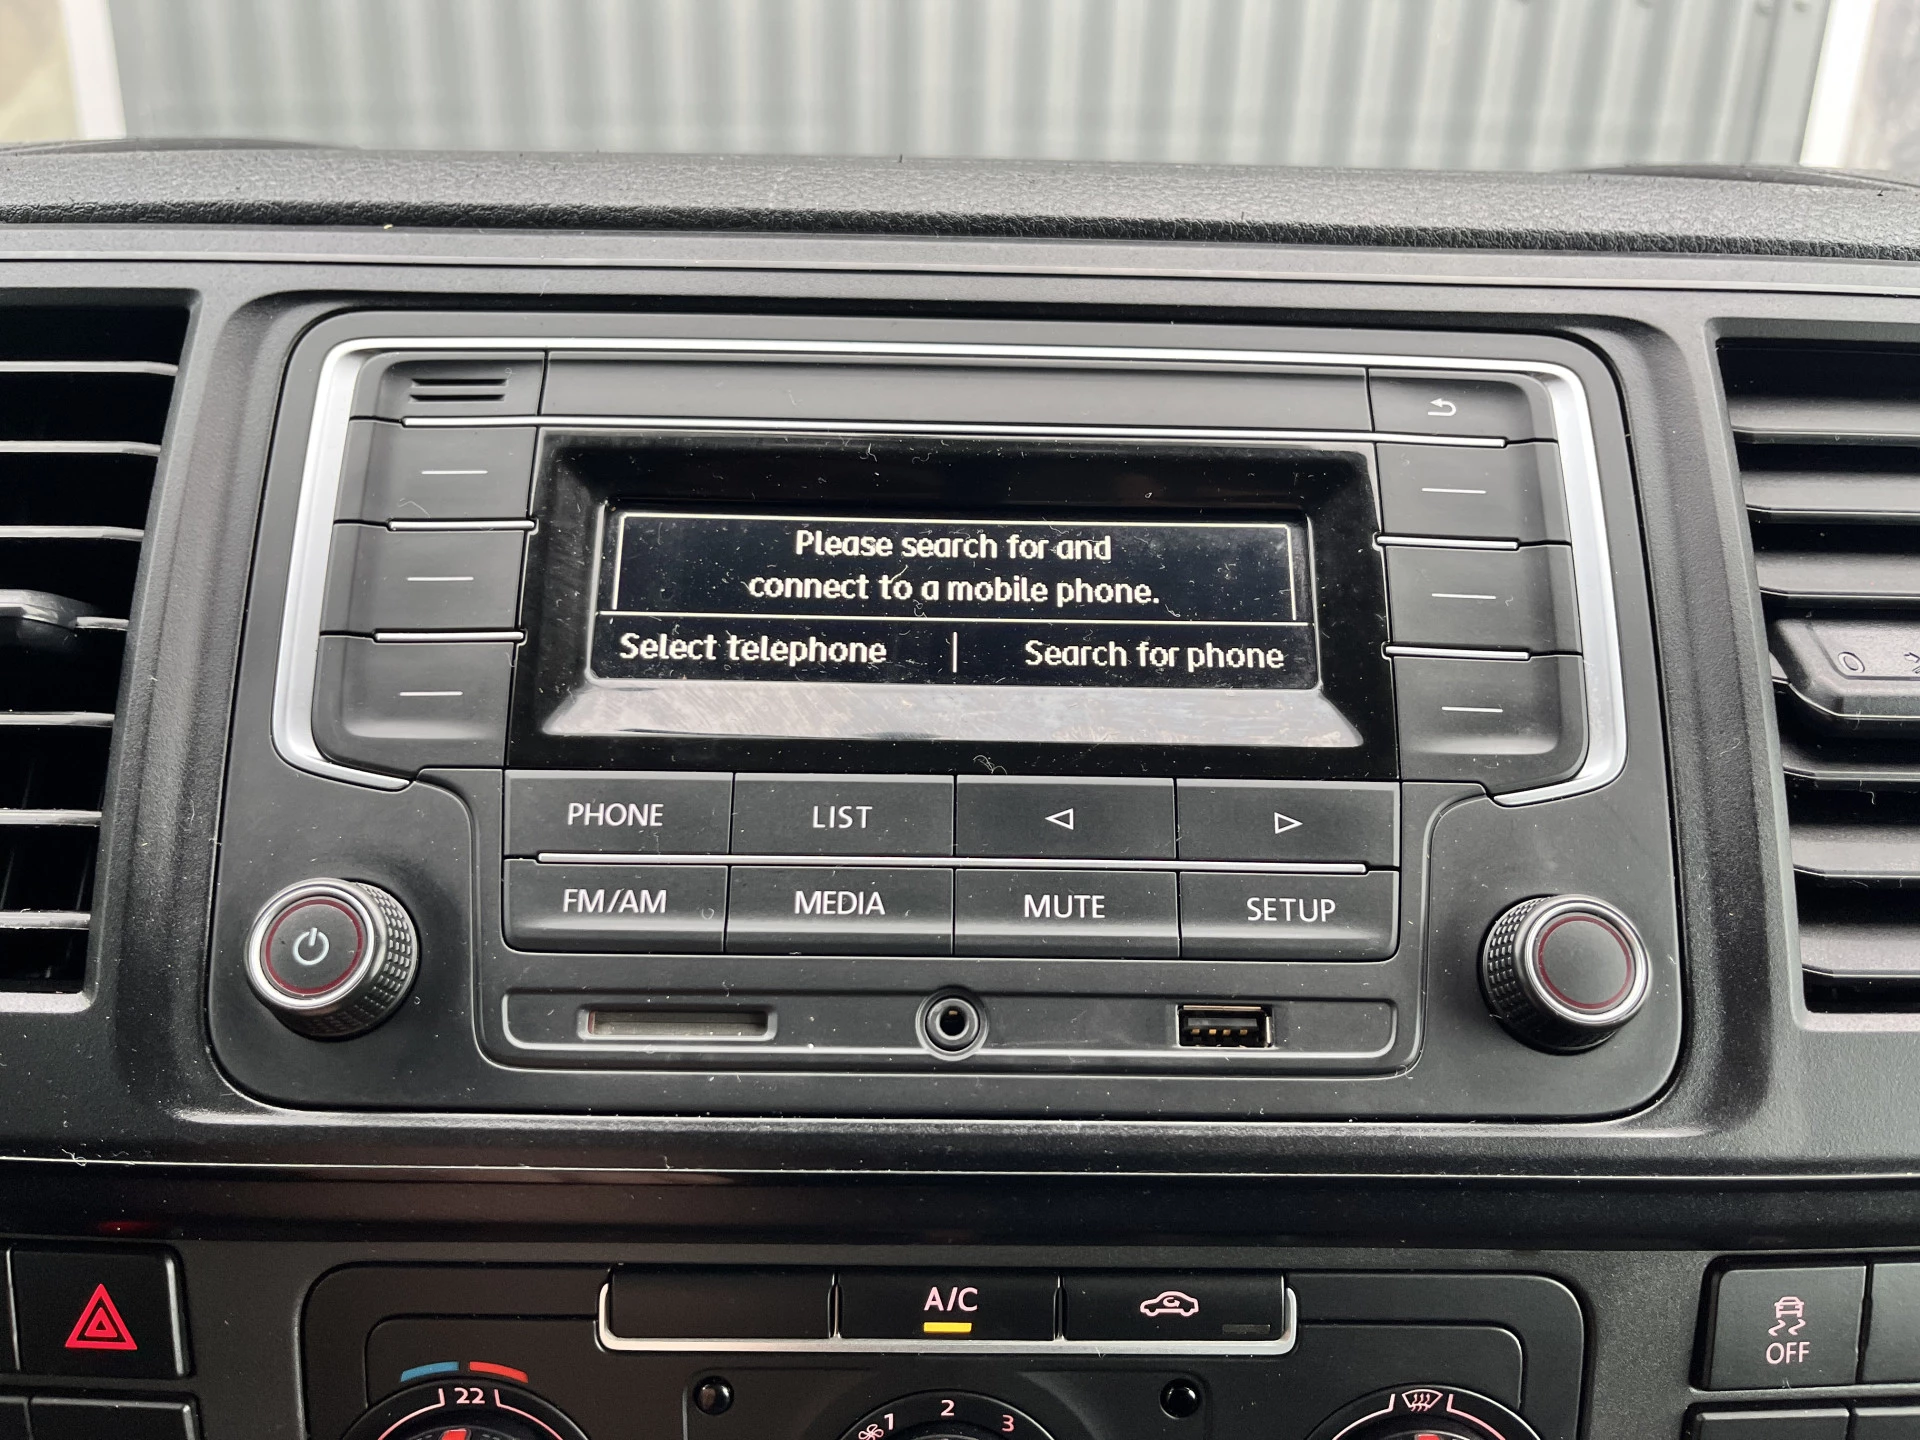 Please search for and
connect to a mobile phone.
Select telephone | Search for phone
PHONE LIST
FM/AM MEDIA MUTE SETUP
A/C
OFF
22
1 2 3